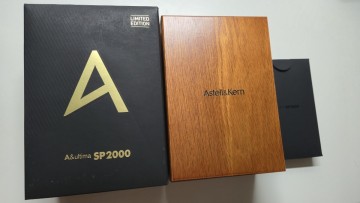 LIMITED
EDITION
A&ultima SP2000
Astell&Kern